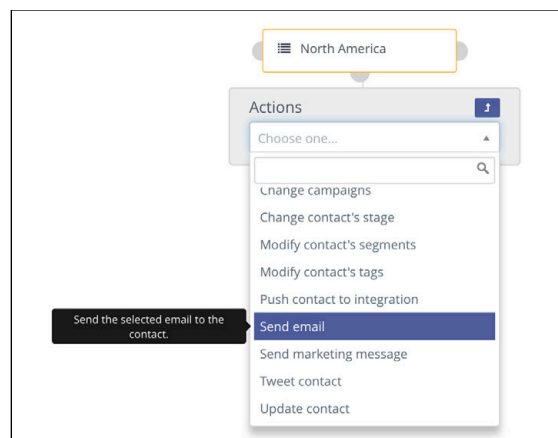 North America
Actions
Choose one...
Change campaigns
Change contact's stage
Modify contact's segments
Modify contact's tags
Push contact to integration
Send the selected email to the
contact.
Send email
Send marketing message
Tweet contact
Update contact